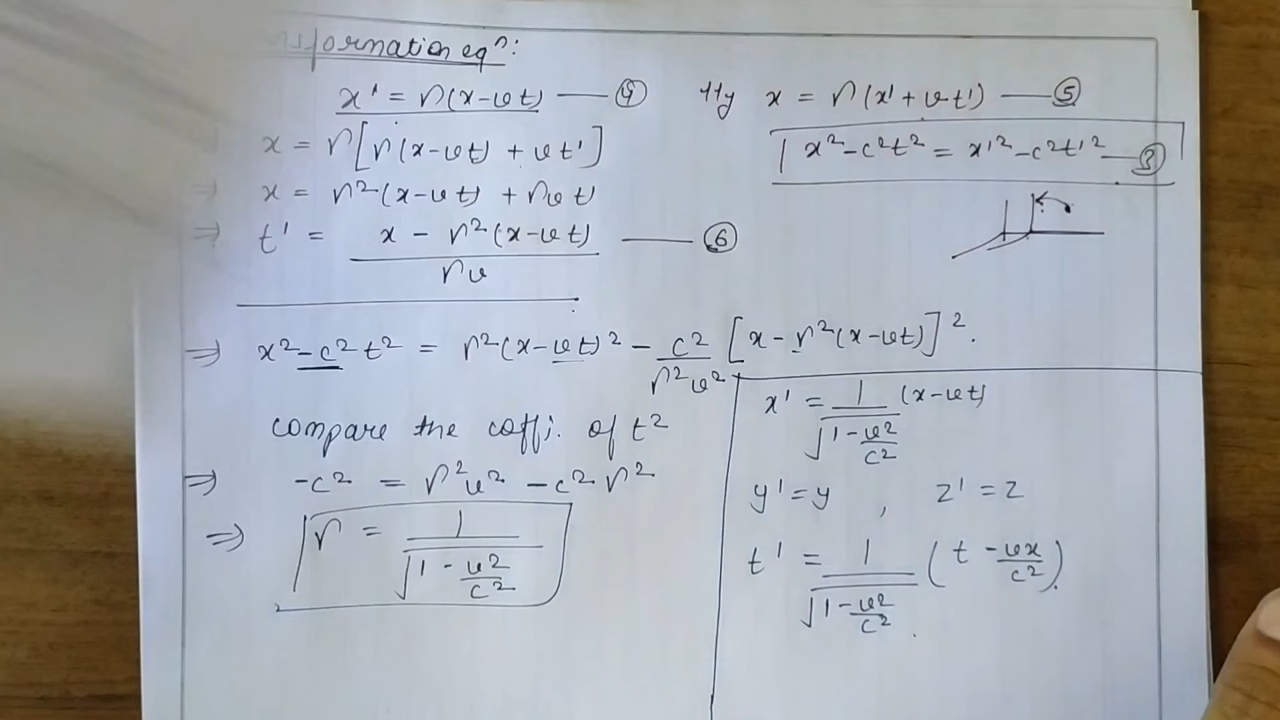 nsformation eqn:
x' = γ(x-vt) —— ④
lly x = γ(x'+vt') —— ⑤
x = γ[γ(x-vt) + vt']
x²-c²t² = x'²-c²t'² — ③
⇒ x = γ²(x-vt) + γvt
⇒ t' = x - γ²(x-vt) / γv —— ⑥
⇒ x²-c²t² = γ²(x-vt)² - c²/γ²v² [x-γ²(x-vt)]².
compare the coffi. of t²
⇒ -c² = γ²v² - c²γ²
⇒ γ = 1/√(1-v²/c²)
x' = 1/√(1-v²/c²) (x-vt)
y'=y , z'=z
t' = 1/√(1-v²/c²) (t - vx/c²).